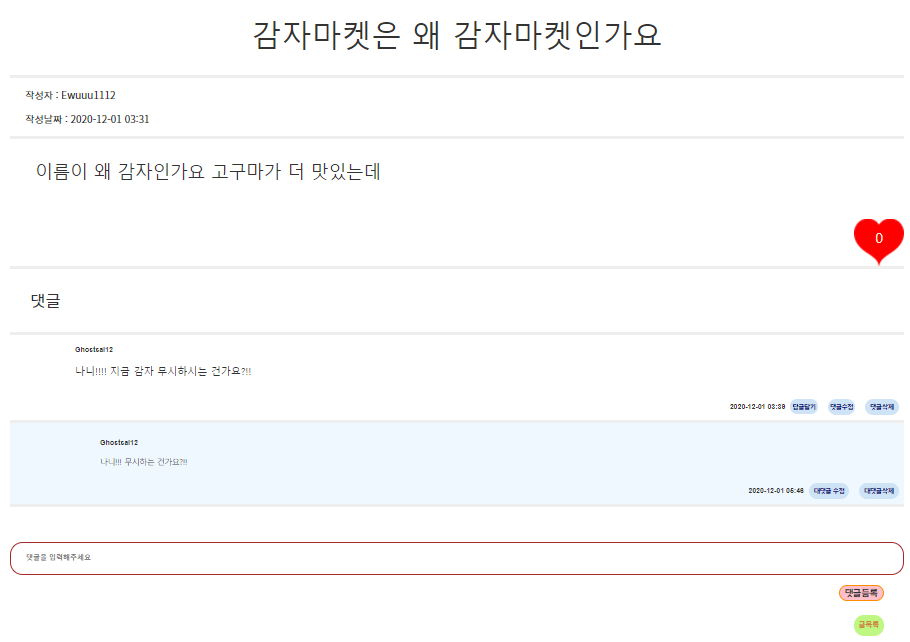 감자마켓은 왜 감자마켓인가요
작성자 : Ewuuu1112
작성날짜 : 2020-12-01 03:31
이름이 왜 감자인가요 고구마가 더 맛있는데
0
댓글
Ghostsal12
나니!!!! 지금 감자 무시하시는 건가요?!!
2020-12-01 03:39 답글달기 댓글수정 댓글삭제
Ghostsal12
나니!!! 무시하는 건가요?!!
2020-12-01 05:46 대댓글 수정 대댓글삭제
댓글을 입력해주세요
댓글등록
글목록